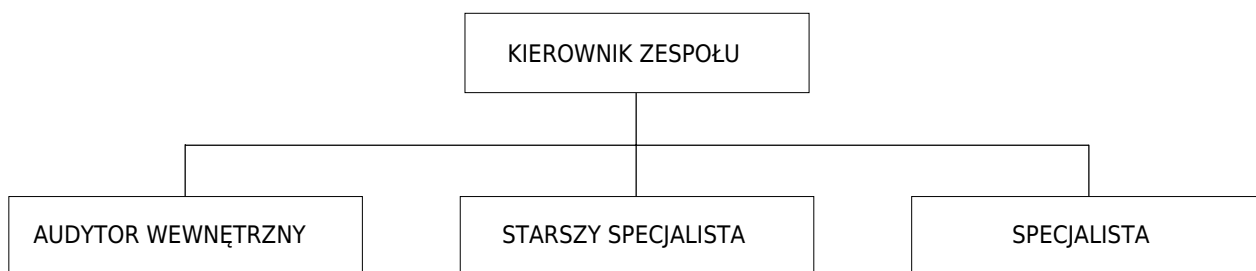 KIEROWNIK ZESPOŁU
AUDYTOR WEWNĘTRZNY
STARSZY SPECJALISTA
SPECJALISTA